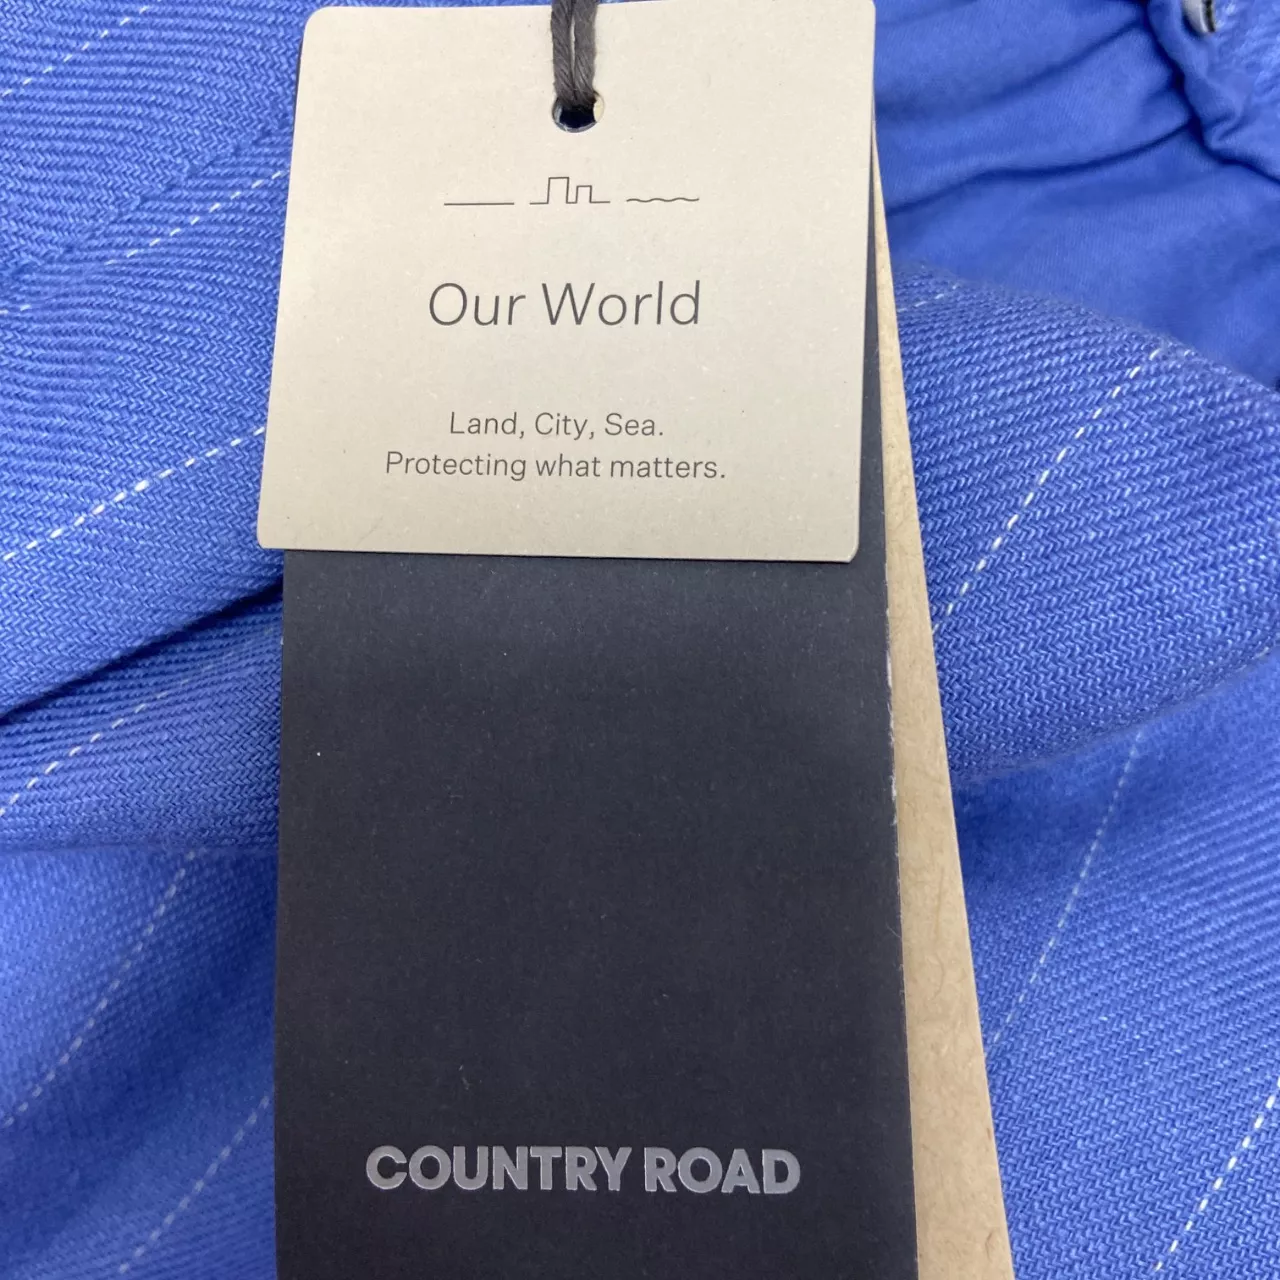 Our World
Land, City, Sea.
Protecting what matters.
COUNTRY ROAD